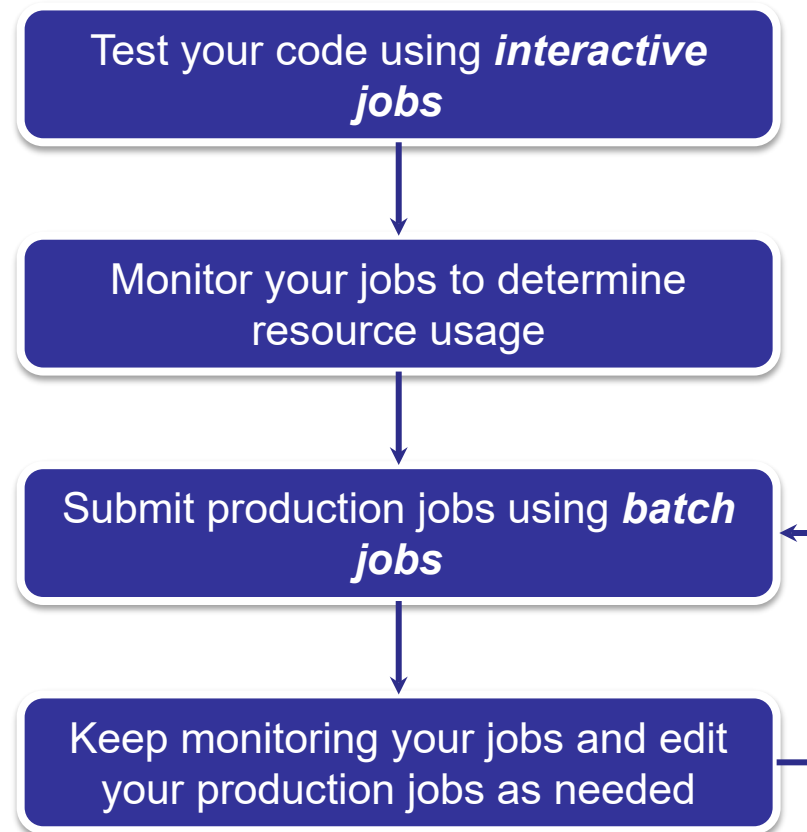 Test your code using interactive
jobs
Monitor your jobs to determine
resource usage
Submit production jobs using batch
jobs
Keep monitoring your jobs and edit
your production jobs as needed